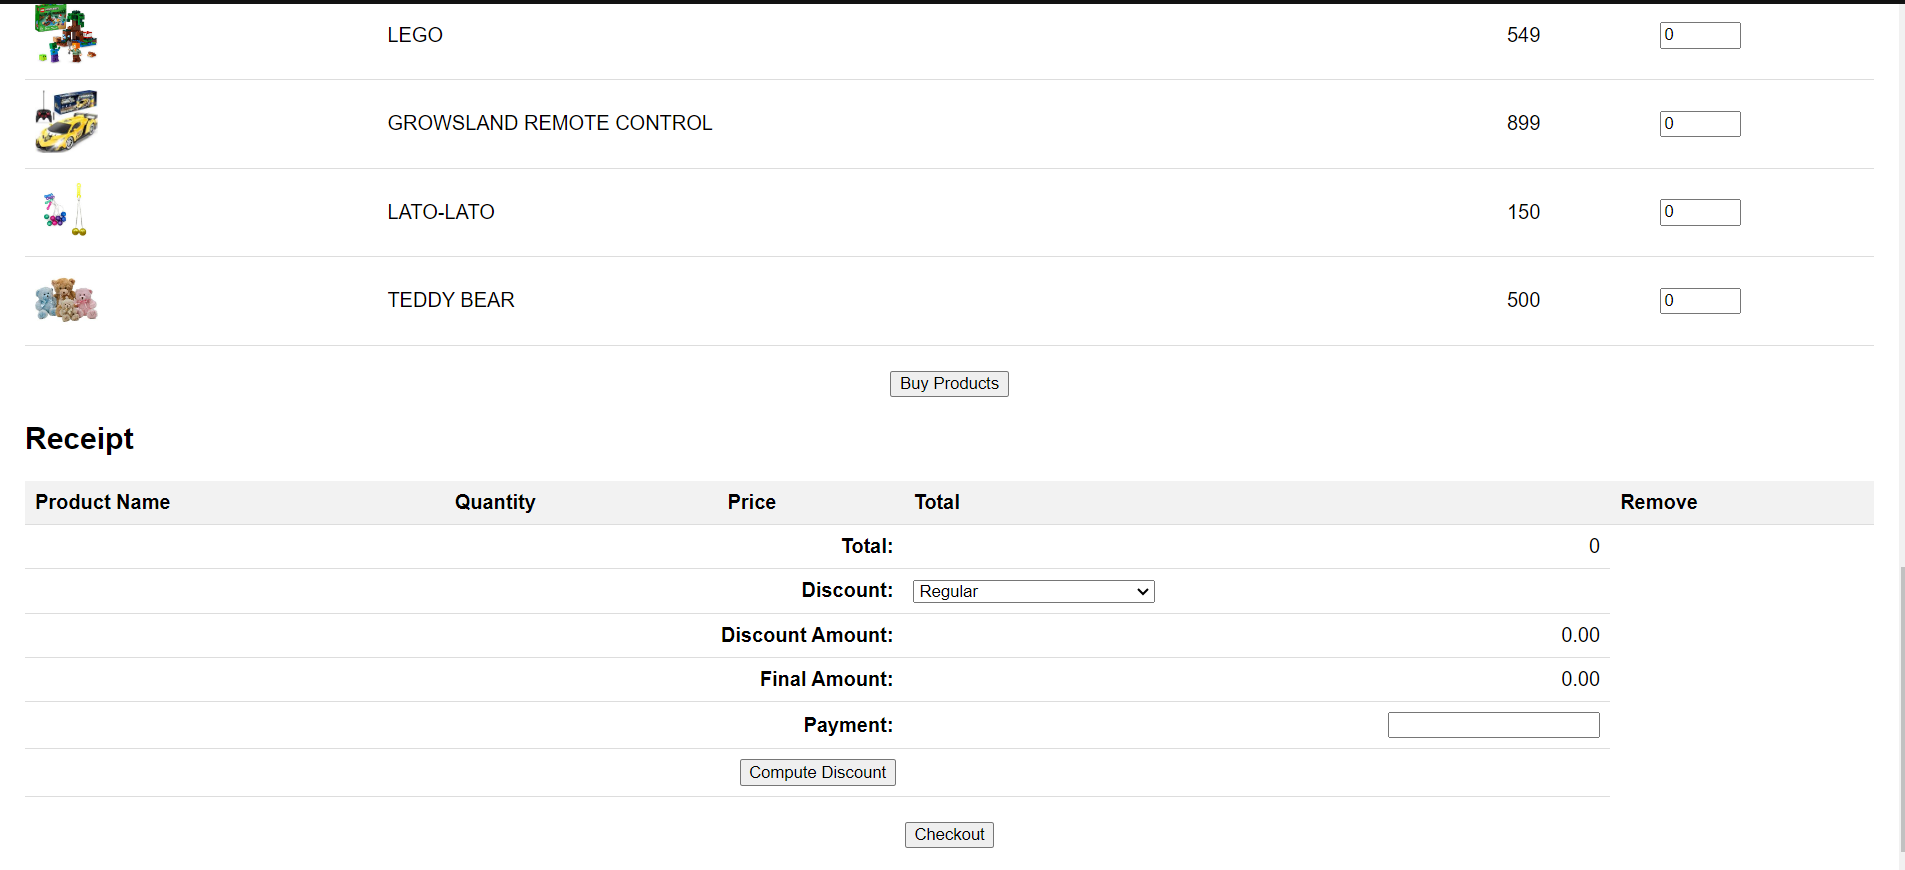 LEGO 549 0
GROWSLAND REMOTE CONTROL 899 0
LATO-LATO 150 0
TEDDY BEAR 500 0
Buy Products
Receipt
Product Name Quantity Price Total Remove
Total: 0
Discount: Regular
Discount Amount: 0.00
Final Amount: 0.00
Payment:
Compute Discount
Checkout